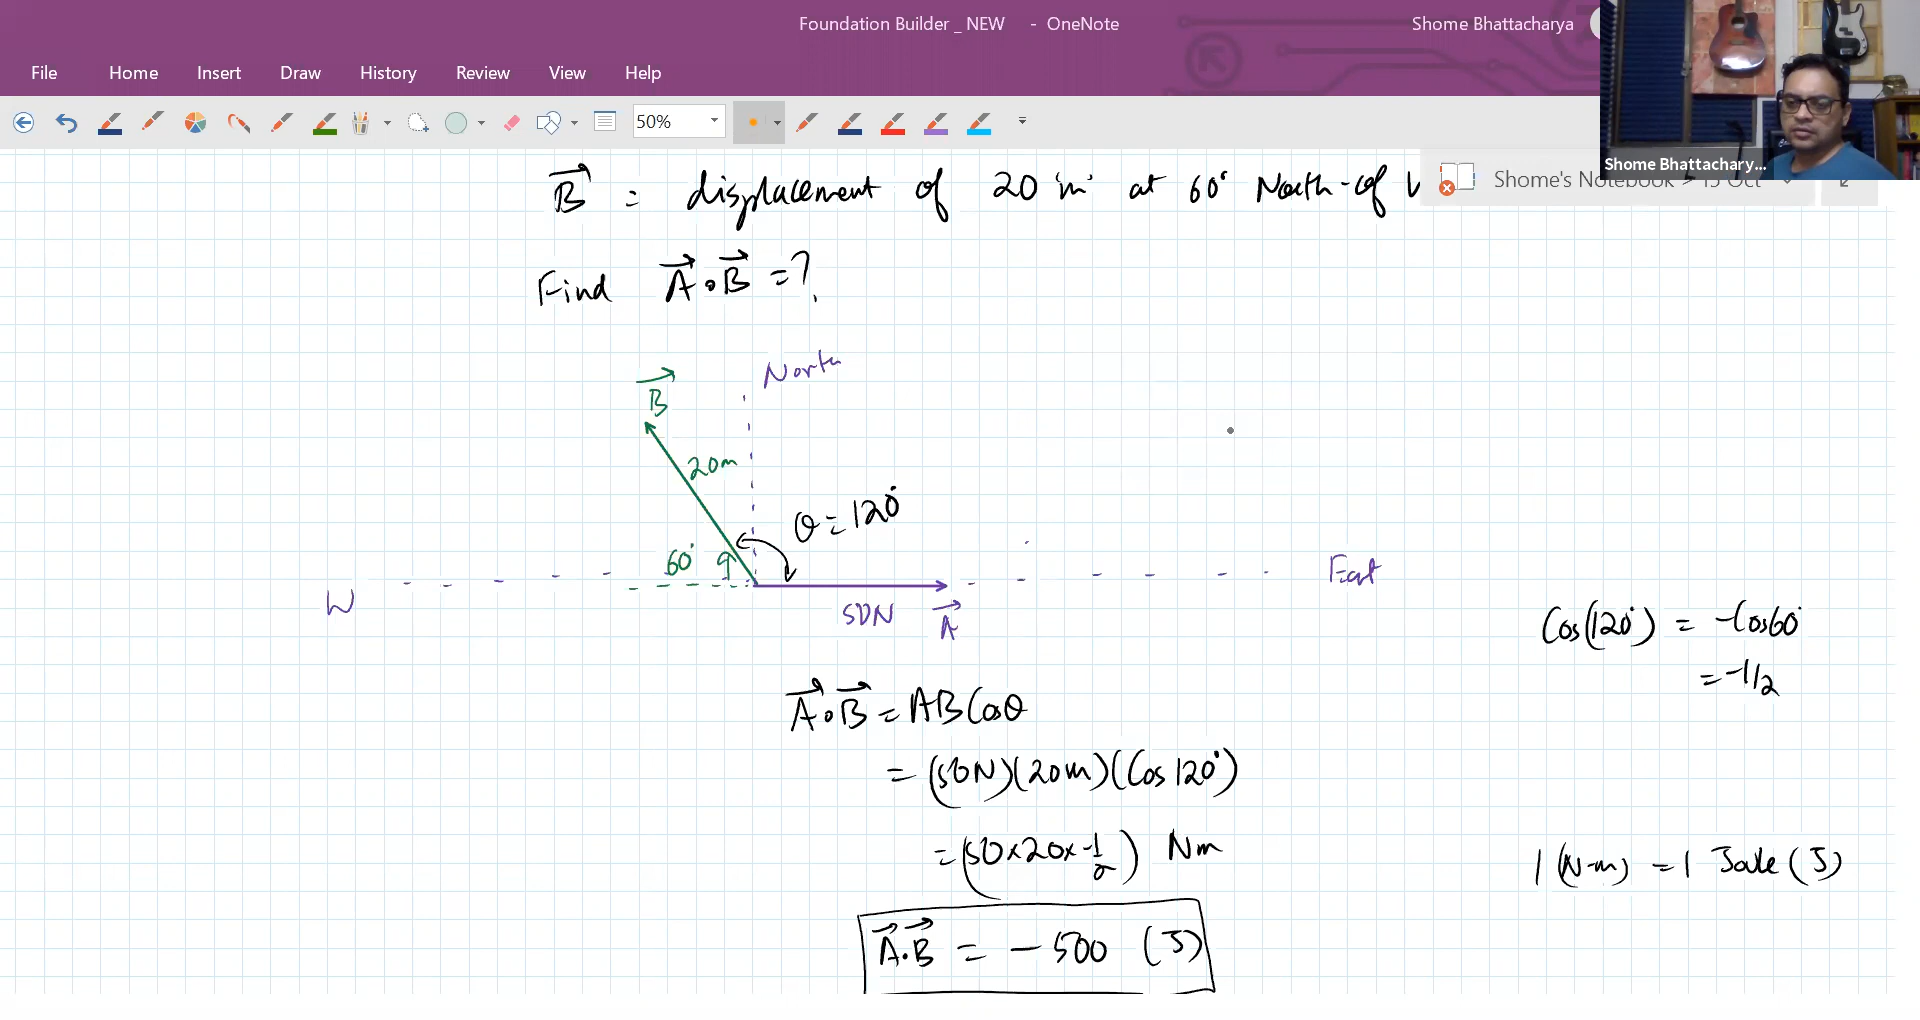 Foundation Builder _ NEW - OneNote
Shome Bhattacharya
File Home Insert Draw History Review View Help
50%
Shome Bhattachary...
Shome's Notebook > 15 Oct
B = displacement of 20 'm' at 60° North-of
Find A . B = ?
North
B
20m
θ = 120°
60°
W
East
50N
A
Cos(120°) = -Cos60°
= -1/2
A . B = AB Cosθ
= (50N)(20m)(Cos 120°)
= (50×20×-1/2) Nm
1 (N-m) = 1 Joule (J)
A . B = - 500 (J)